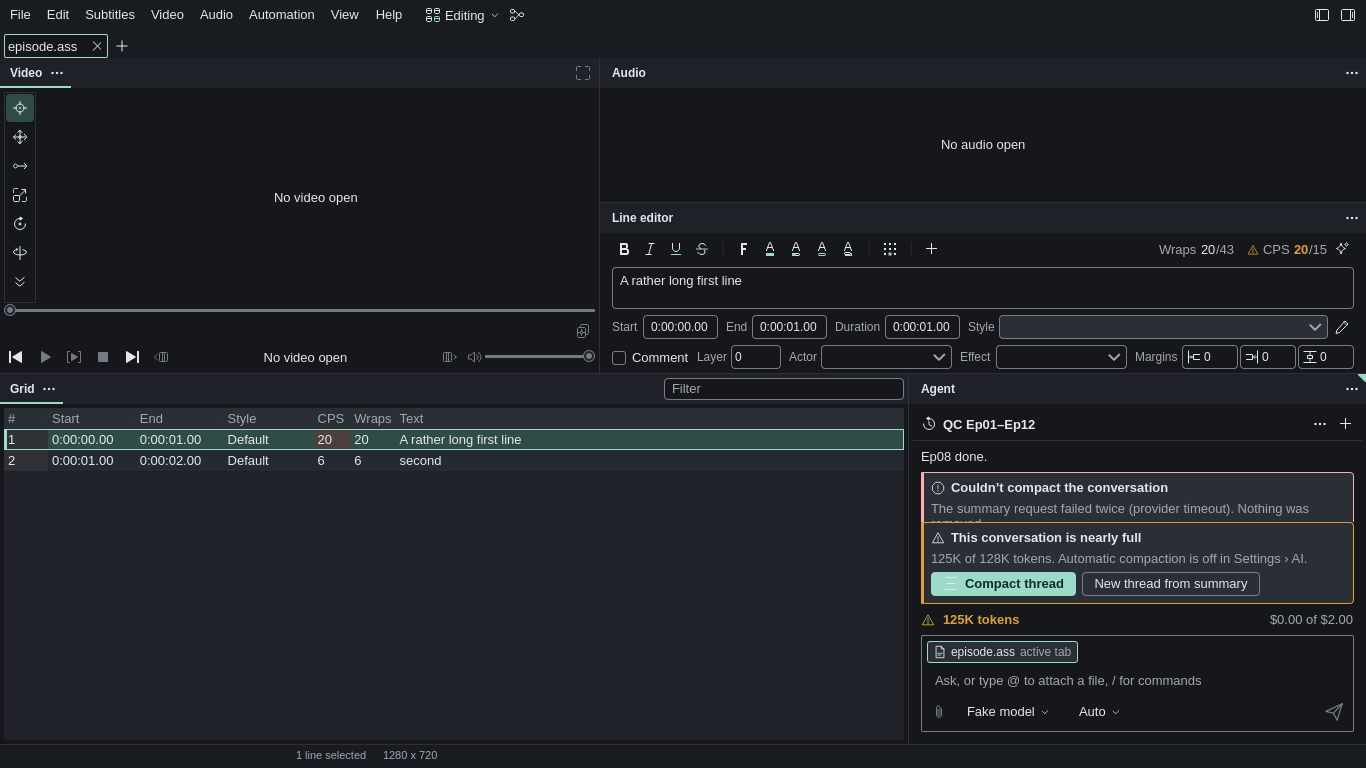 File Edit Subtitles Video Audio Automation View Help Editing
episode.ass
Video
Audio
No video open
No audio open
Line editor
Wraps 20/43 CPS 20/15
A rather long first line
Start 0:00:00.00 End 0:00:01.00 Duration 0:00:01.00 Style
Comment Layer 0 Actor Effect Margins 0 0 0
No video open
Grid
Filter
# Start End Style CPS Wraps Text
1 0:00:00.00 0:00:01.00 Default 20 20 A rather long first line
2 0:00:01.00 0:00:02.00 Default 6 6 second
Agent
QC Ep01–Ep12
Ep08 done.
Couldn’t compact the conversation
The summary request failed twice (provider timeout). Nothing was
This conversation is nearly full
125K of 128K tokens. Automatic compaction is off in Settings › AI.
Compact thread New thread from summary
125K tokens $0.00 of $2.00
episode.ass active tab
Ask, or type @ to attach a file, / for commands
Fake model Auto
1 line selected 1280 x 720